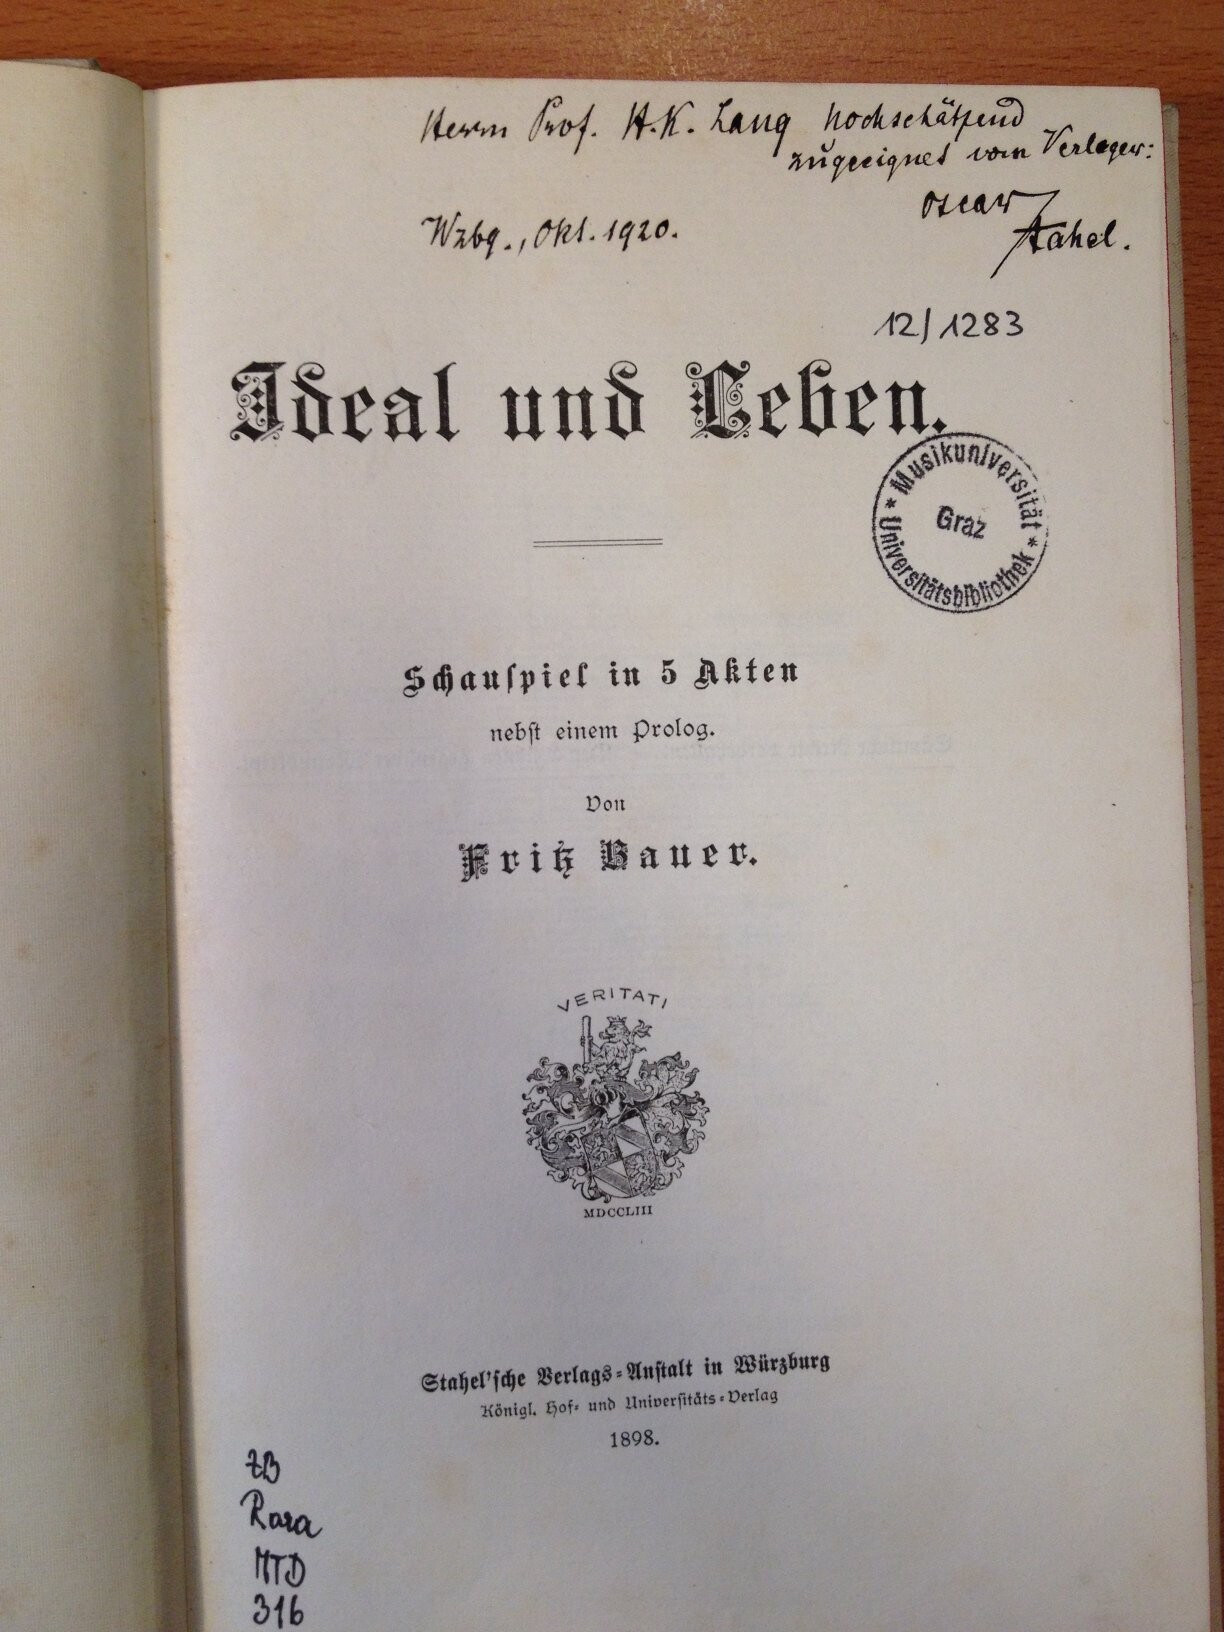 Herrn Prof. H. K. Lang hochschätzend
zugeeignet vom Verleger:
Oscar
Stahel.
Wzbg., Okt. 1920.
12/1283
Ideal und Leben.
* Musikuniversität *
Graz
Universitätsbibliothek
Schauſpiel in 5 Akten
nebſt einem Prolog.
Von
Fritz Bauer.
VERITATI
MDCCLIII
Stahel'ſche Verlags-Anſtalt in Würzburg
Königl. Hof- und Univerſitäts-Verlag
1898.
ZB
Rara
MTD
316